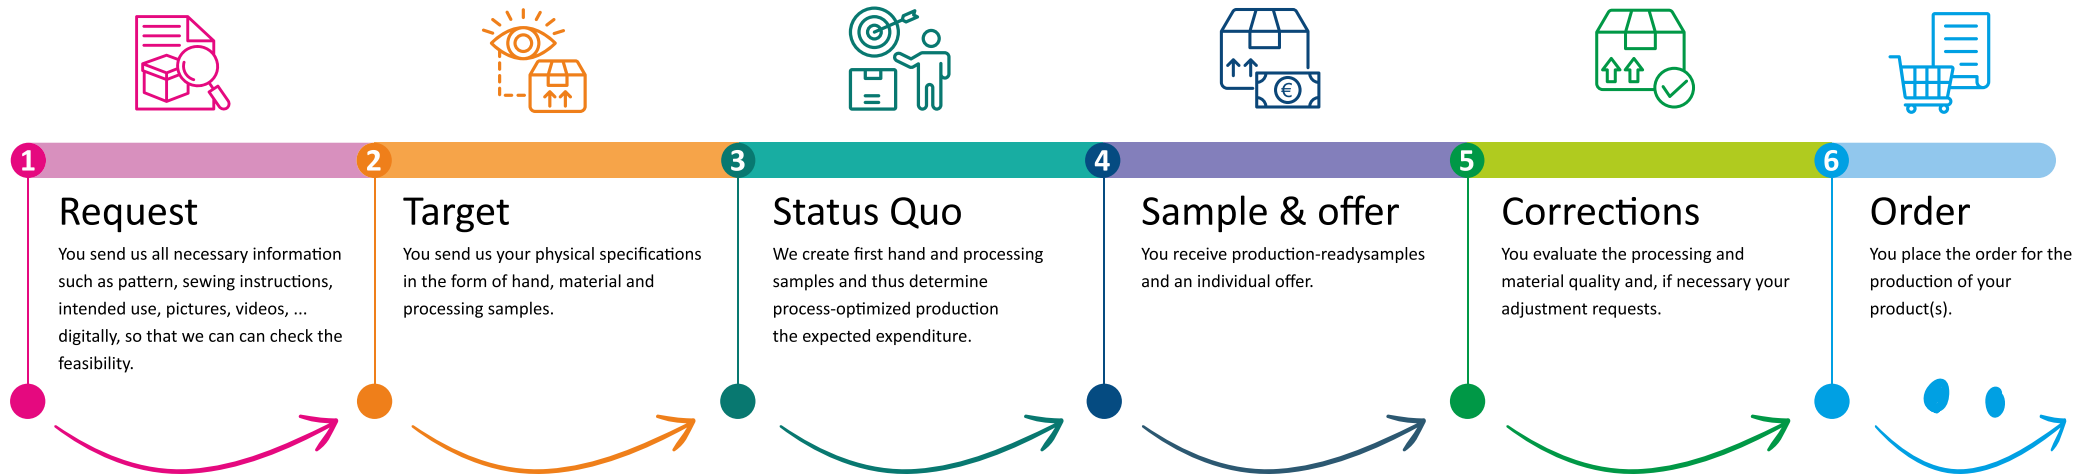 1
Request
You send us all necessary information
such as pattern, sewing instructions,
intended use, pictures, videos, ...
digitally, so that we can can check the
feasibility.
2
Target
You send us your physical specifications
in the form of hand, material and
processing samples.
3
Status Quo
We create first hand and processing
samples and thus determine
process-optimized production
the expected expenditure.
4
Sample & offer
You receive production-readysamples
and an individual offer.
€
5
Corrections
You evaluate the processing and
material quality and, if necessary your
adjustment requests.
6
Order
You place the order for the
production of your
product(s).